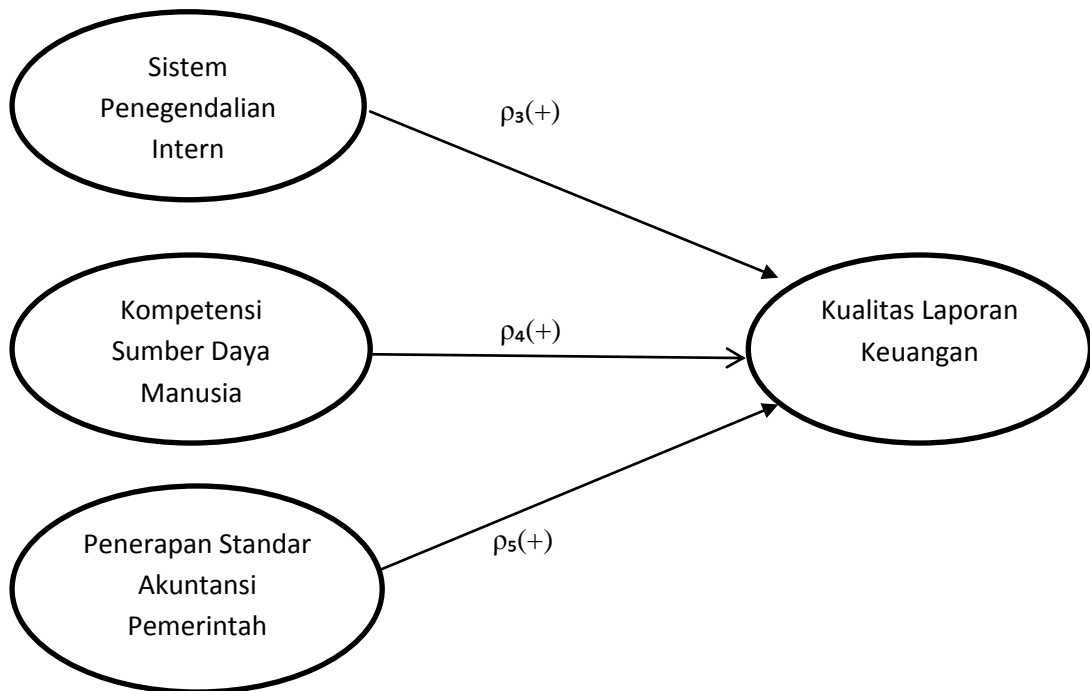 Sistem
Penegendalian
Intern
ρ₃(+)
Kompetensi
Sumber Daya
Manusia
ρ₄(+)
Kualitas Laporan
Keuangan
Penerapan Standar
Akuntansi
Pemerintah
ρ₅(+)